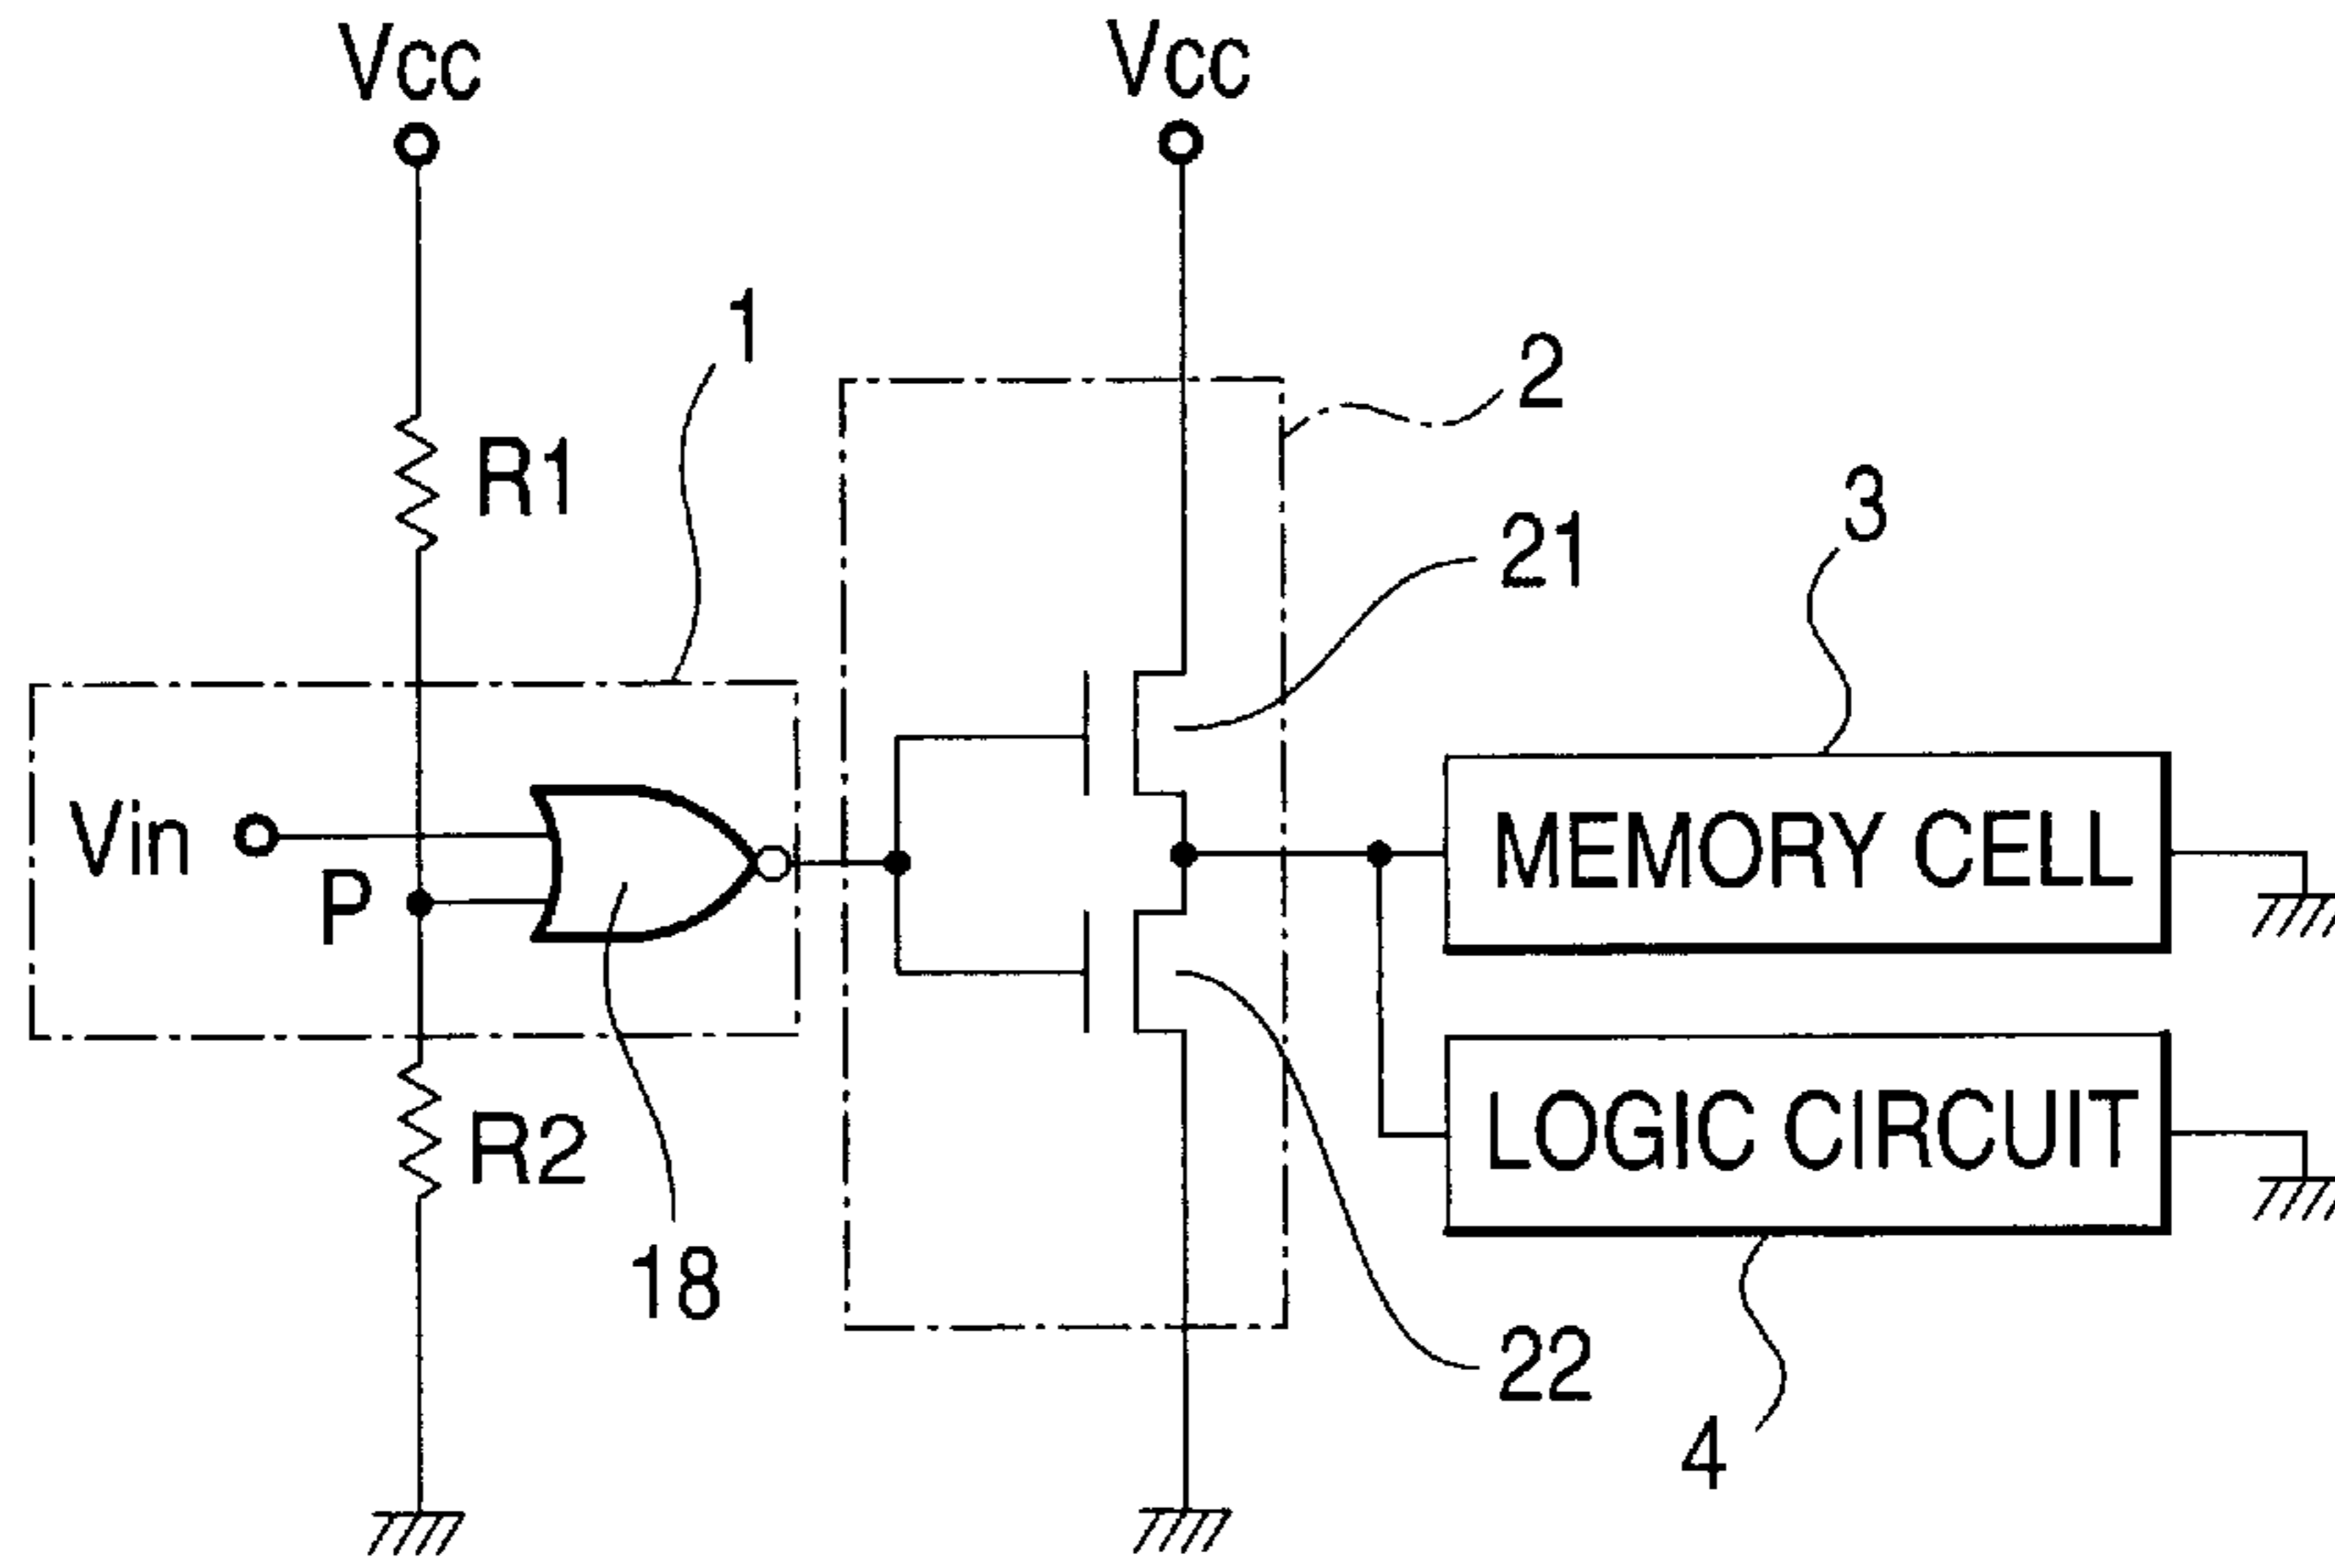 Vcc
Vcc
1
2
R1
3
21
Vin
MEMORY CELL
P
LOGIC CIRCUIT
R2
18
22
4